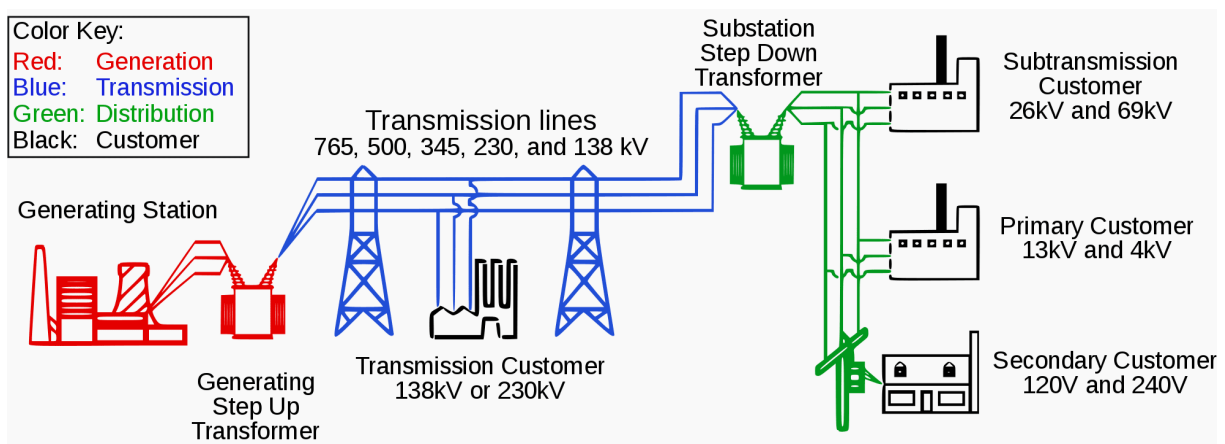 Color Key:
Red: Generation
Blue: Transmission
Green: Distribution
Black: Customer
Generating Station
Generating
Step Up
Transformer
Transmission lines
765, 500, 345, 230, and 138 kV
Transmission Customer
138kV or 230kV
Substation
Step Down
Transformer
Subtransmission
Customer
26kV and 69kV
Primary Customer
13kV and 4kV
Secondary Customer
120V and 240V